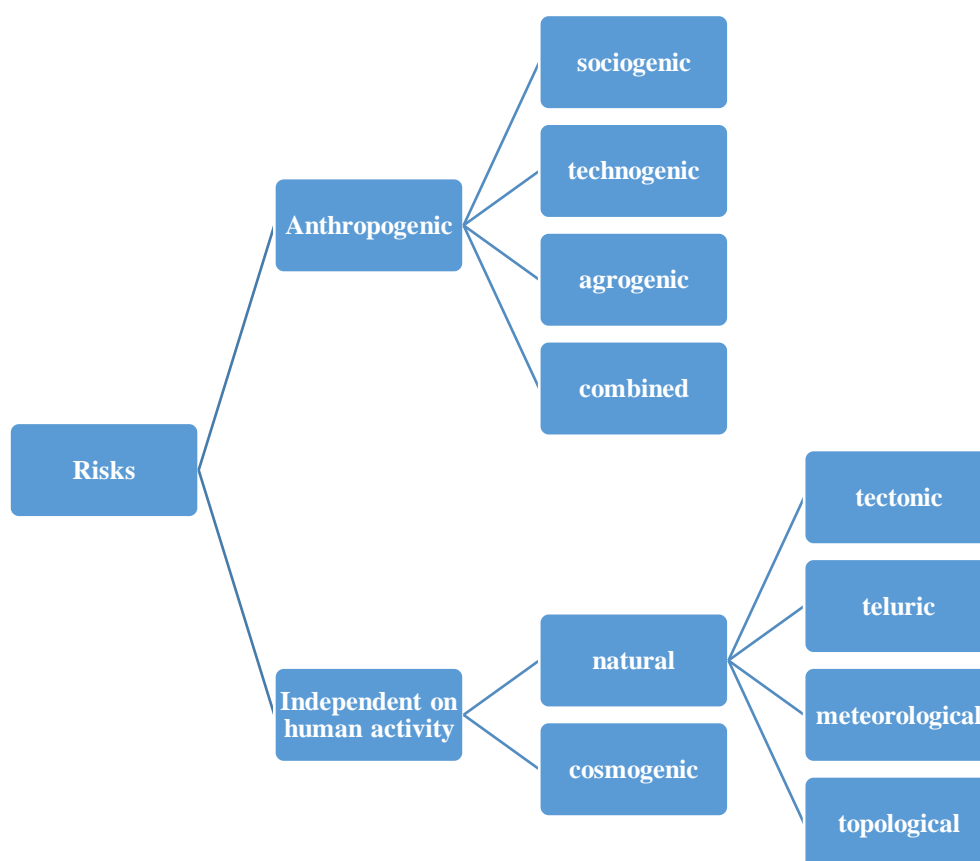 sociogenic
technogenic
Anthropogenic
agrogenic
combined
Risks
tectonic
teluric
natural
Independent on
human activity
meteorological
cosmogenic
topological